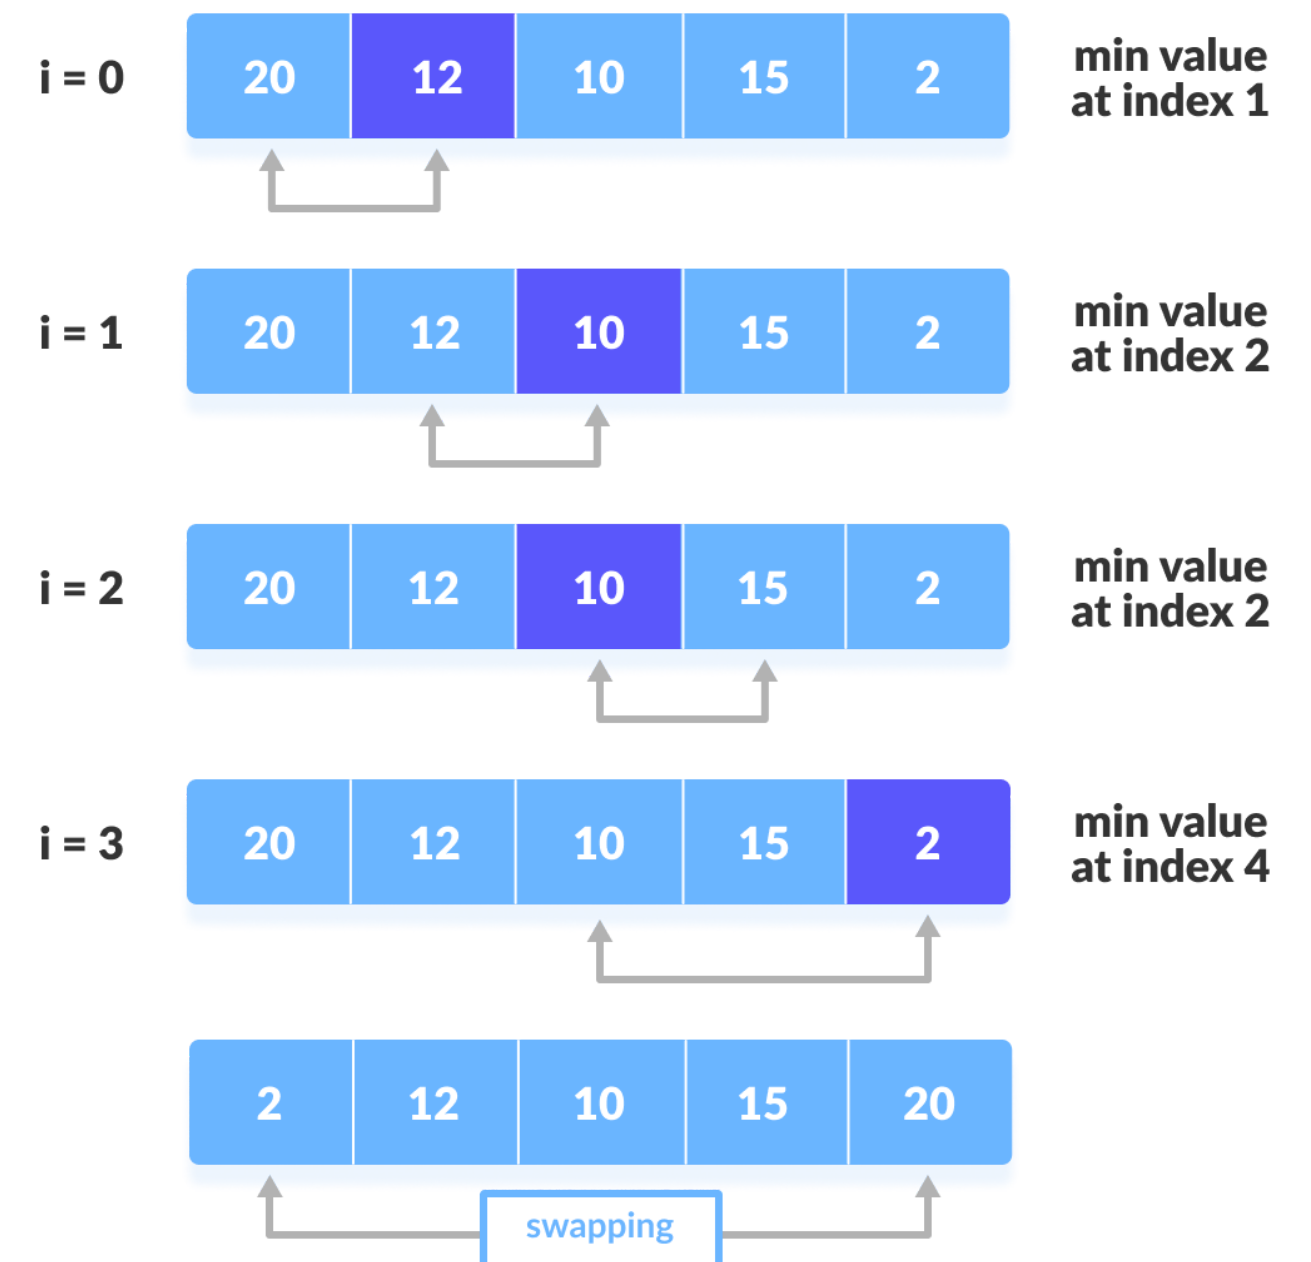 i = 0 20 12 10 15 2 min value
at index 1
i = 1 20 12 10 15 2 min value
at index 2
i = 2 20 12 10 15 2 min value
at index 2
i = 3 20 12 10 15 2 min value
at index 4
2 12 10 15 20
swapping